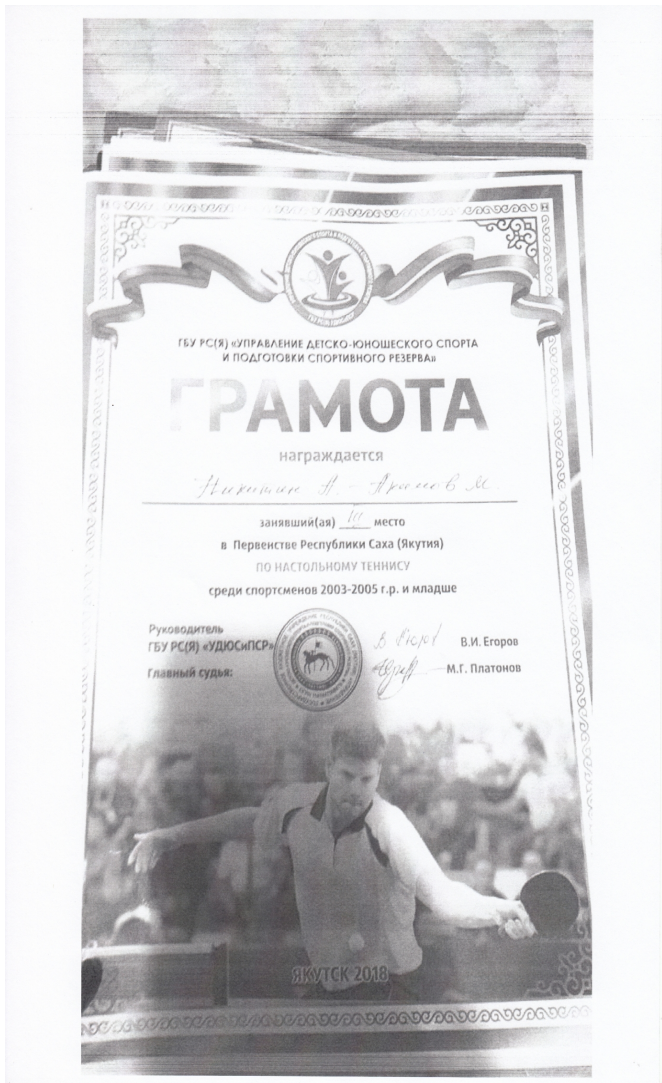 ГБУ РС(Я) «УПРАВЛЕНИЕ ДЕТСКО-ЮНОШЕСКОГО СПОРТА
И ПОДГОТОВКИ СПОРТИВНОГО РЕЗЕРВА»
ГРАМОТА
награждается
Никитин А. - Акимов М.
занявший(ая) III место
в Первенстве Республики Саха (Якутия)
ПО НАСТОЛЬНОМУ ТЕННИСУ
среди спортсменов 2003-2005 г.р. и младше
Руководитель
ГБУ РС(Я) «УДЮСиПСР»
В.И. Егоров
Главный судья:
М.Г. Платонов
ЯКУТСК 2018